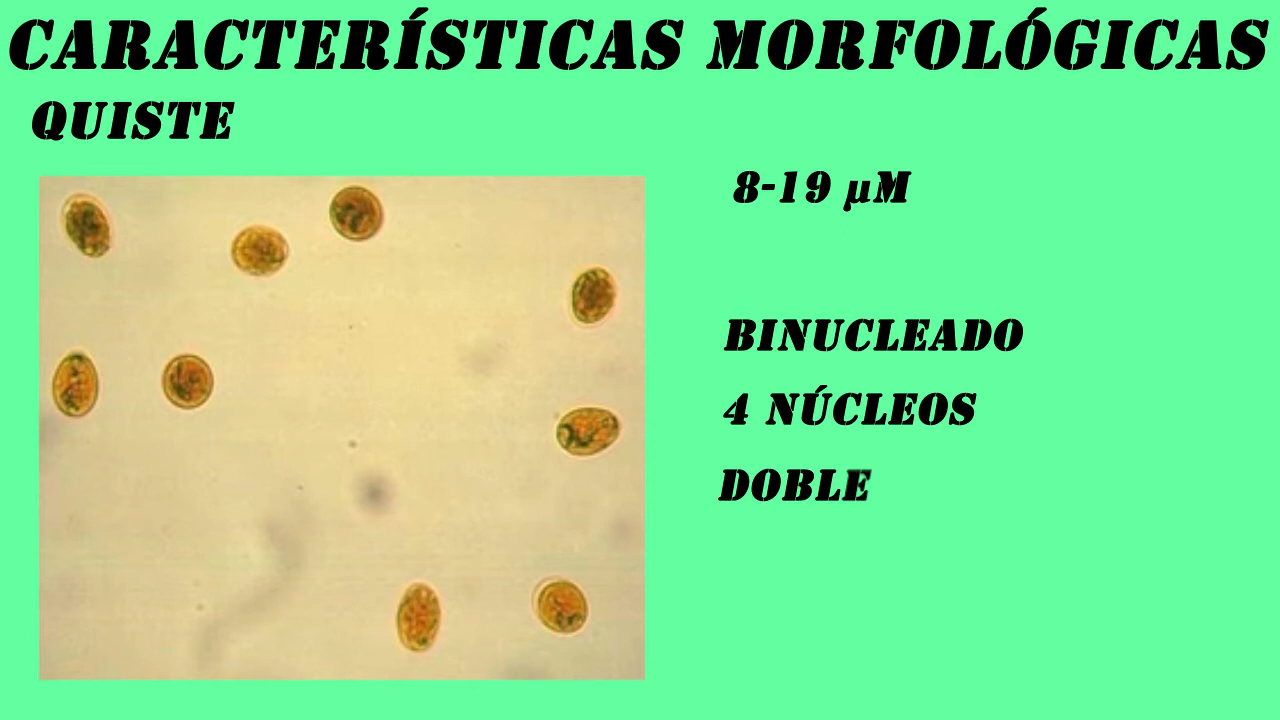 CARACTERÍSTICAS MORFOLÓGICAS
QUISTE
8-19 µM
BINUCLEADO
4 NÚCLEOS
DOBLE